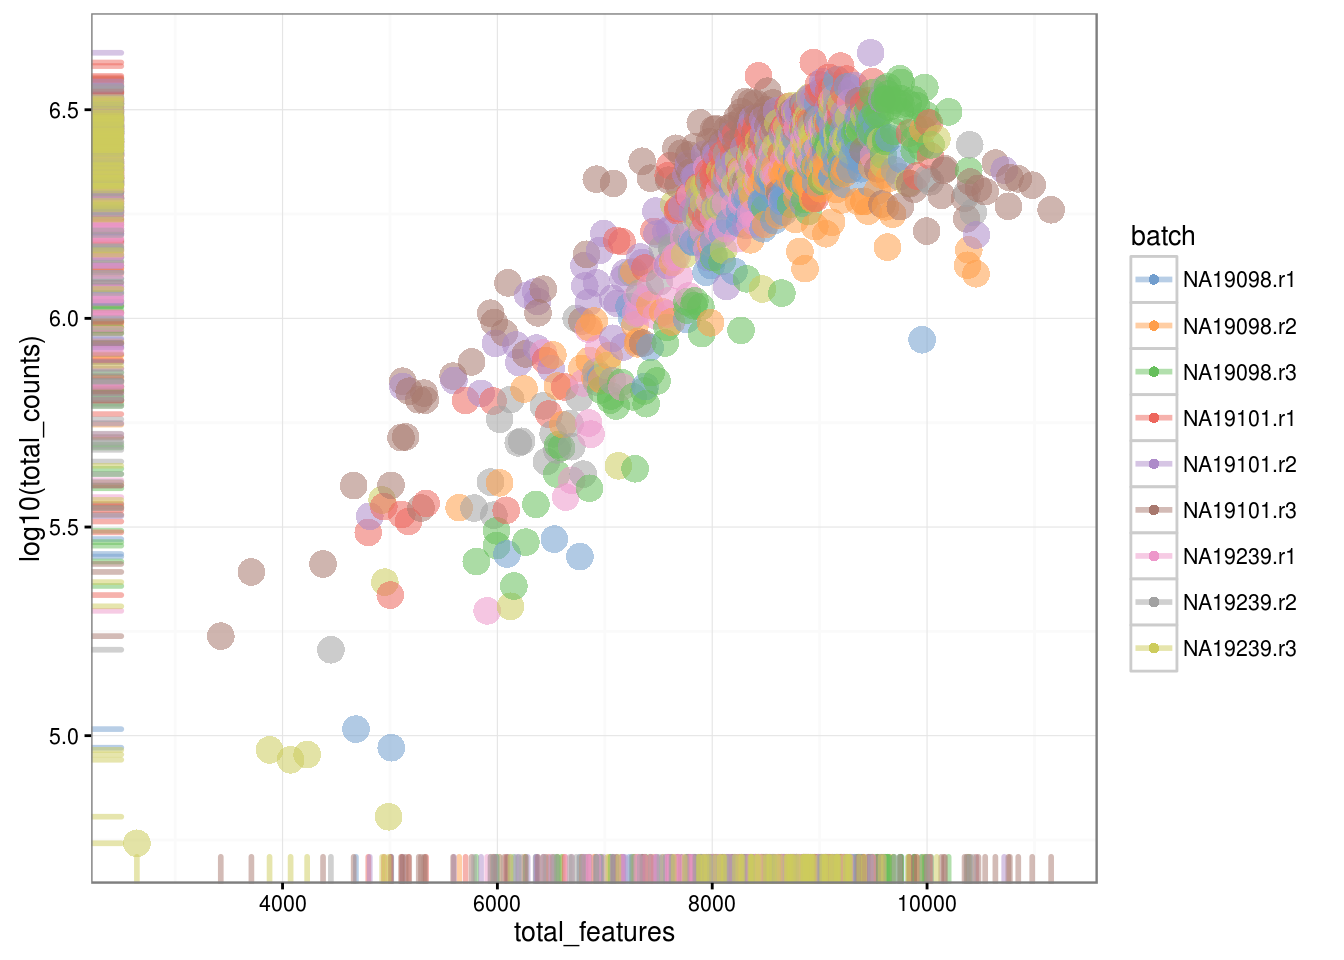 log10(total_counts)
6.5
6.0
5.5
5.0
4000 6000 8000 10000
total_features
batch
NA19098.r1
NA19098.r2
NA19098.r3
NA19101.r1
NA19101.r2
NA19101.r3
NA19239.r1
NA19239.r2
NA19239.r3